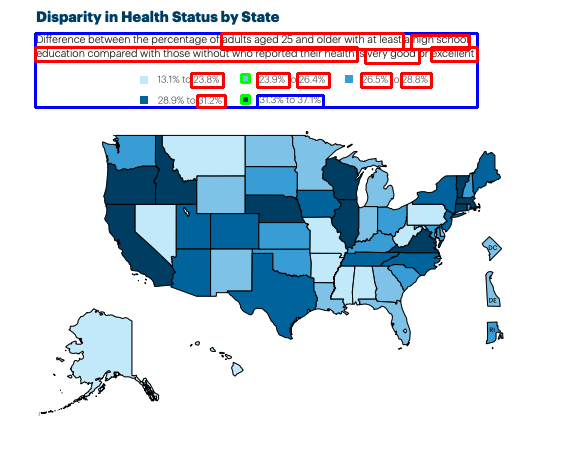 Disparity in Health Status by State
Difference between the percentage of adults aged 25 and older with at least a high school
education compared with those without who reported their health is very good or excellent
13.1% to 23.8% 23.9% to 26.4% 26.5% to 28.8%
28.9% to 31.2% 31.3% to 37.1%
DC
DE
RI